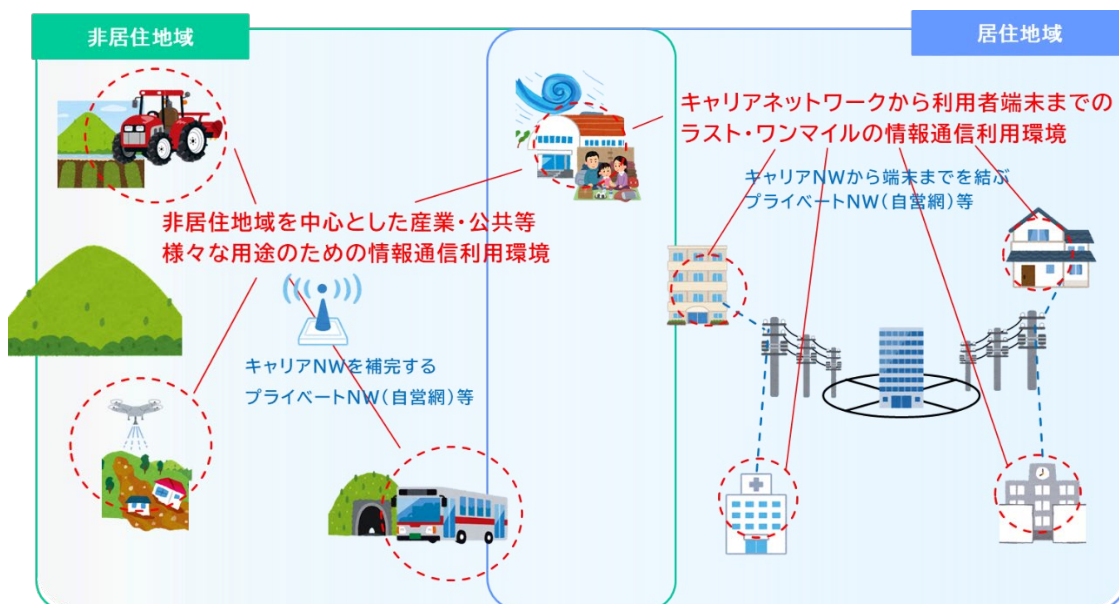 非居住地域
居住地域
キャリアネットワークから利用者端末までの
ラスト・ワンマイルの情報通信利用環境
キャリアNWから端末までを結ぶ
プライベートNW(自営網)等
非居住地域を中心とした産業・公共等
様々な用途のための情報通信利用環境
キャリアNWを補完する
プライベートNW(自営網)等